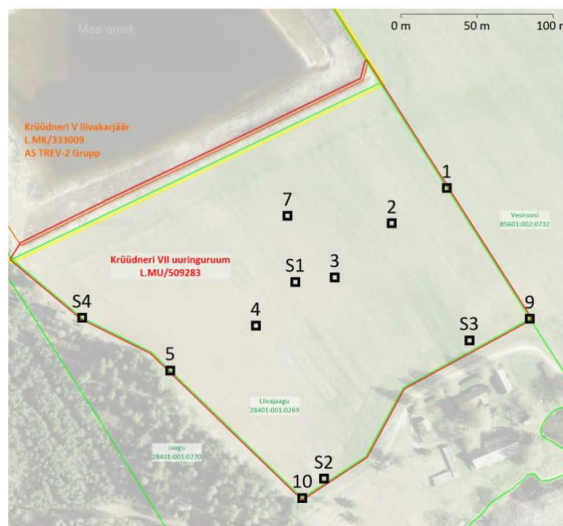 Maa-amet
0 m 50 m 100 m
Krüüdneri V liivakarjäär
L.MK/333009
AS TREV-2 Grupp
1
7
2
Vesiroosi
85601:002:0732
Krüüdneri VII uuringuruum
L.MU/509283
S1
3
S4
4
9
S3
5
Liivajaagu
28401:001:0269
Jaagu
28401:001:0270
S2
10